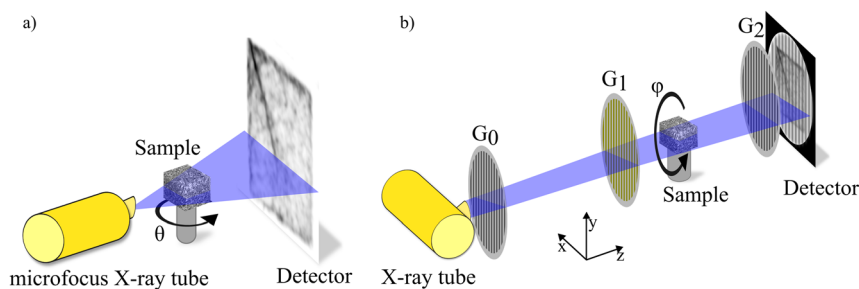 a)
Sample
θ
microfocus X-ray tube
Detector
b)
G0
G1
φ
G2
Sample
Detector
X-ray tube
x
y
z